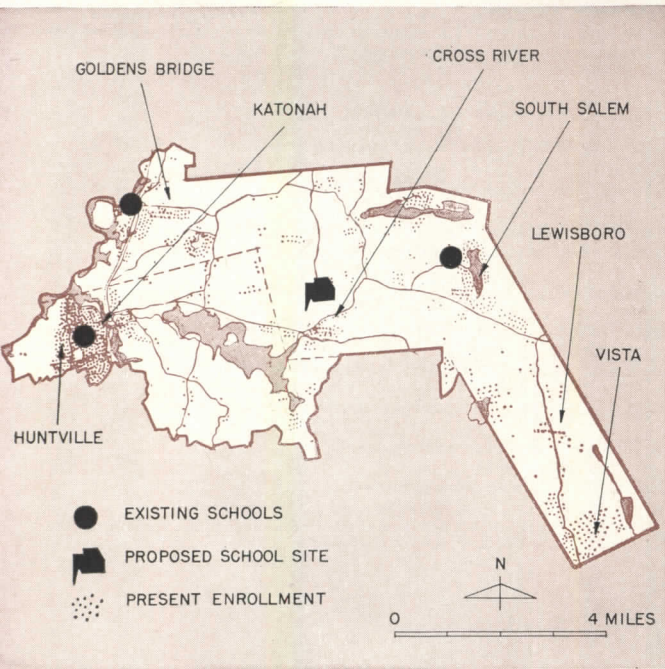 CROSS RIVER
GOLDENS BRIDGE
KATONAH
SOUTH SALEM
LEWISBORO
VISTA
HUNTVILLE
EXISTING SCHOOLS
PROPOSED SCHOOL SITE
PRESENT ENROLLMENT
N
0 4 MILES